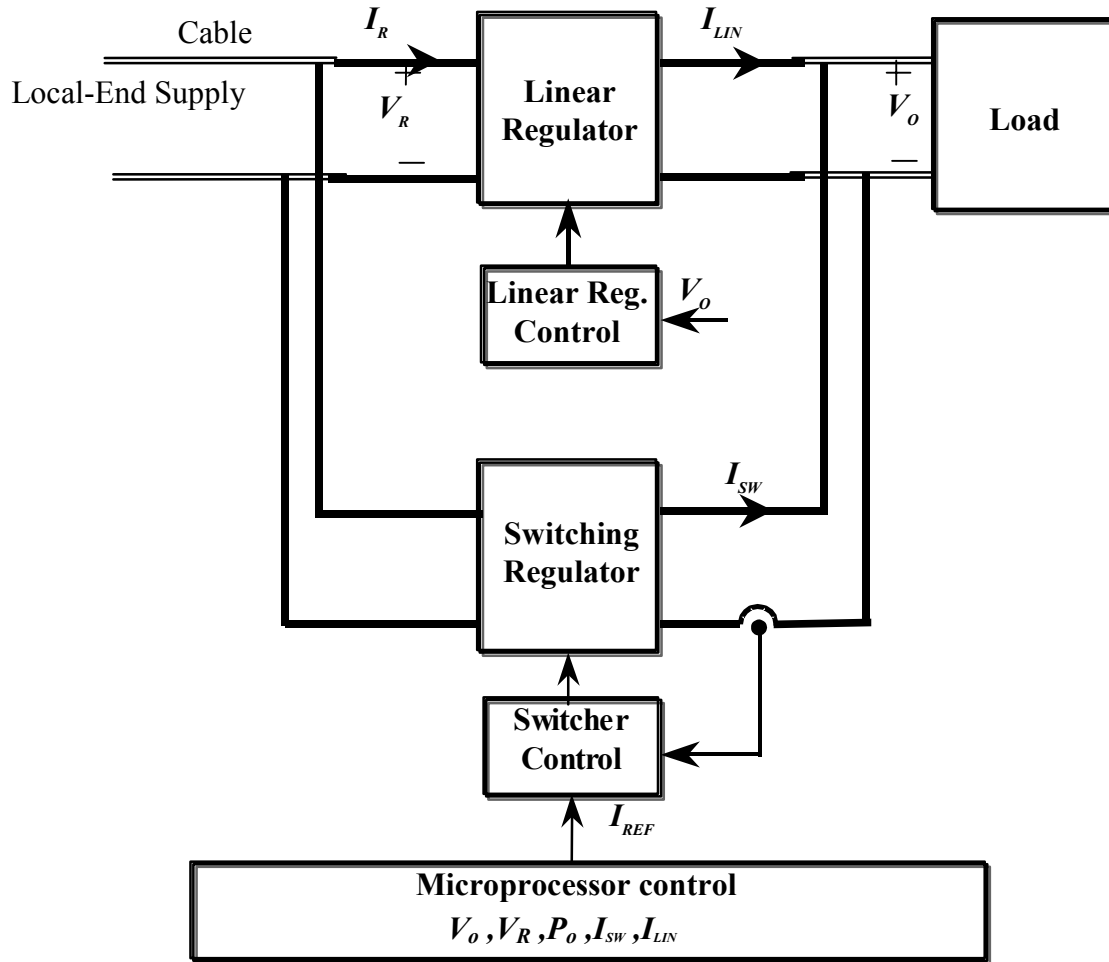 Cable
I_R
I_LIN
Local-End Supply
+
V_R
−
Linear
Regulator
+
V_O
−
Load
Linear Reg.
Control
V_O
I_SW
Switching
Regulator
Switcher
Control
I_REF
Microprocessor control
V_o ,V_R ,P_o ,I_SW ,I_LIN